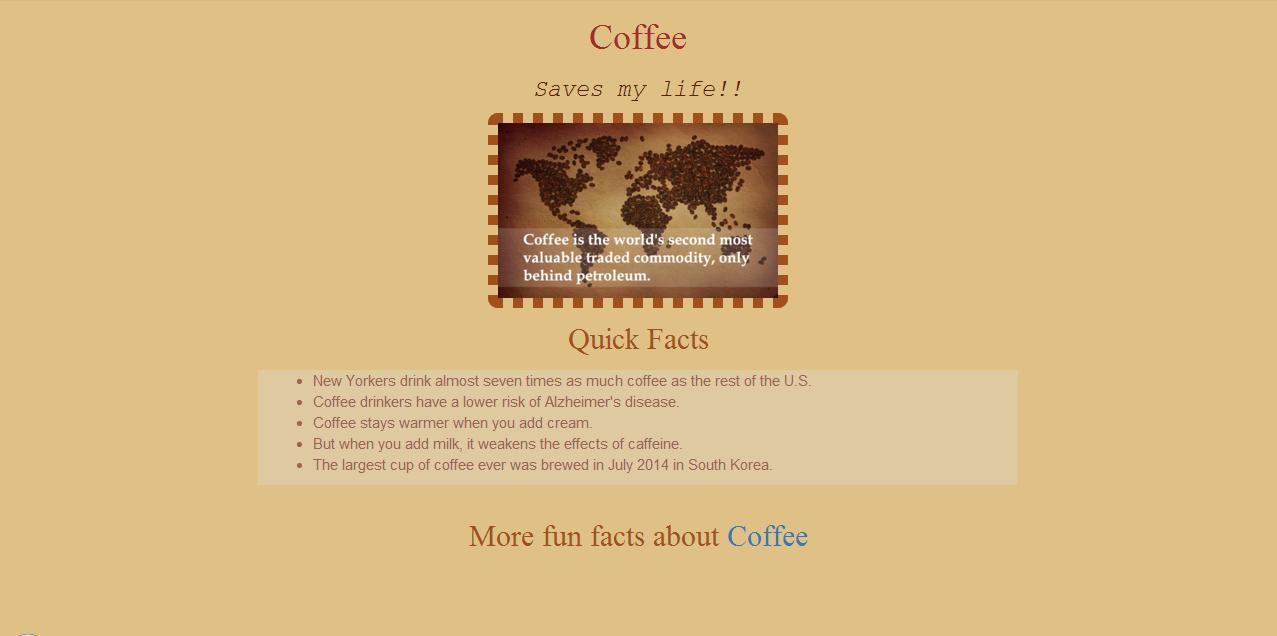 Coffee
Saves my life!!
Coffee is the world's second most
valuable traded commodity, only
behind petroleum.
Quick Facts
New Yorkers drink almost seven times as much coffee as the rest of the U.S.
Coffee drinkers have a lower risk of Alzheimer's disease.
Coffee stays warmer when you add cream.
But when you add milk, it weakens the effects of caffeine.
The largest cup of coffee ever was brewed in July 2014 in South Korea.
More fun facts about Coffee